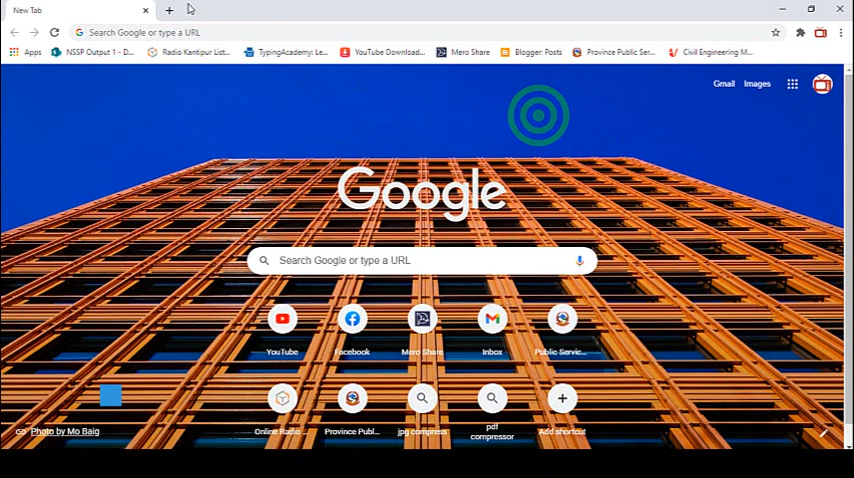 New Tab
Search Google or type a URL
Apps
NSSP Output 1 - D...
Radio Kantipur List...
TypingAcademy: Le...
YouTube Download...
Mero Share
Blogger: Posts
Province Public Ser...
Civil Engineering M...
Gmail
Images
Google
Search Google or type a URL
YouTube
Facebook
Mero Share
Inbox
Public Servic...
Online Radio ...
Province Publ...
jpg compress
pdf
compressor
Add shortcut
Photo by Mo Baig